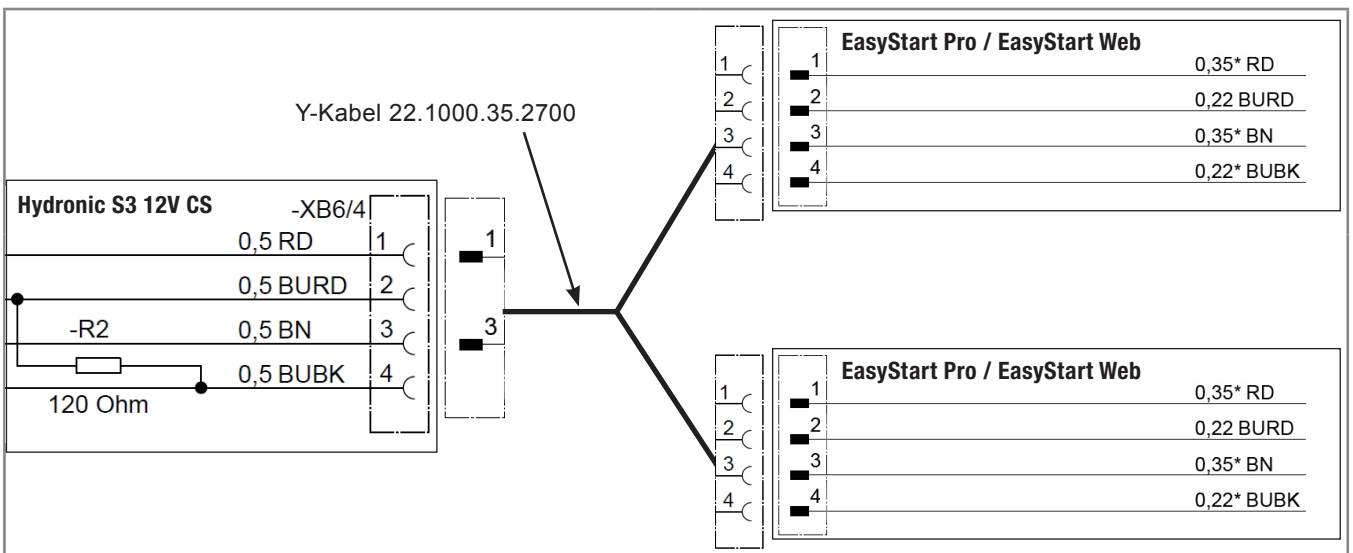 EasyStart Pro / EasyStart Web
1 1 0,35* RD
2 2 0,22 BURD
3 3 0,35* BN
4 4 0,22* BUBK
Y-Kabel 22.1000.35.2700
Hydronic S3 12V CS -XB6/4
0,5 RD 1 1
0,5 BURD 2
-R2 0,5 BN 3 3
0,5 BUBK 4
120 Ohm
EasyStart Pro / EasyStart Web
1 1 0,35* RD
2 2 0,22 BURD
3 3 0,35* BN
4 4 0,22* BUBK